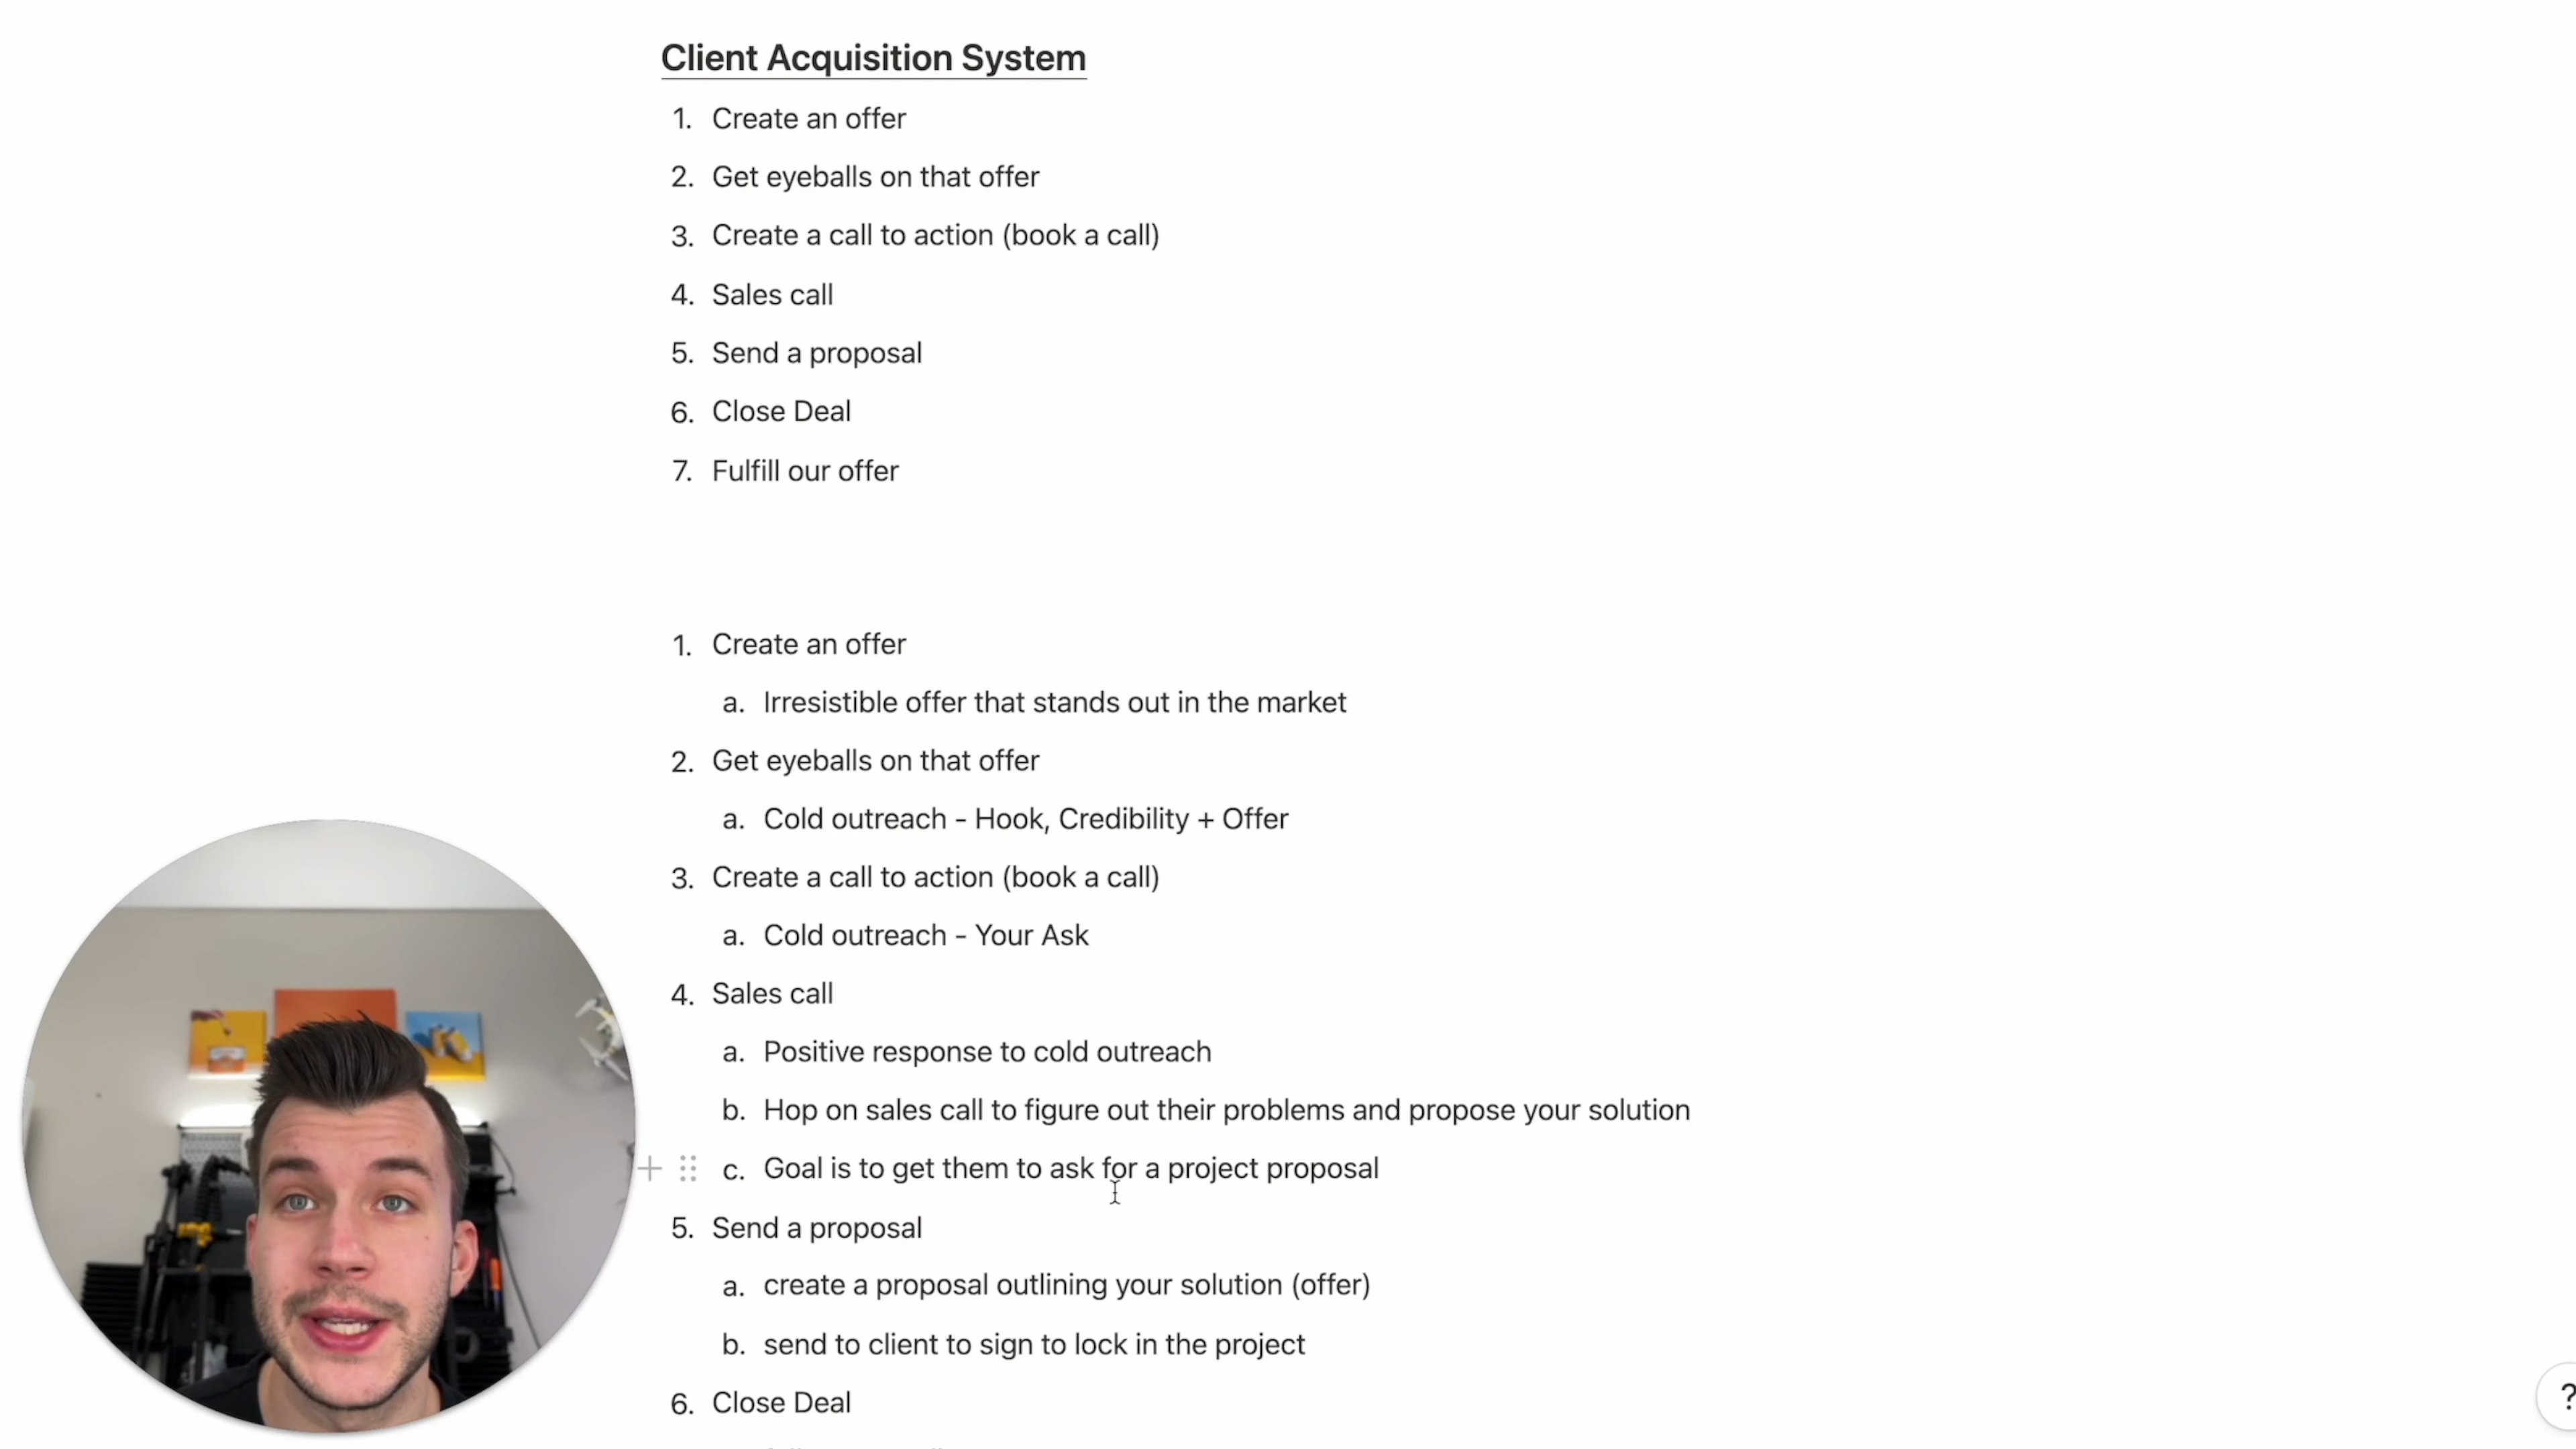 Client Acquisition System
1. Create an offer
2. Get eyeballs on that offer
3. Create a call to action (book a call)
4. Sales call
5. Send a proposal
6. Close Deal
7. Fulfill our offer
1. Create an offer
a. Irresistible offer that stands out in the market
2. Get eyeballs on that offer
a. Cold outreach - Hook, Credibility + Offer
3. Create a call to action (book a call)
a. Cold outreach - Your Ask
4. Sales call
a. Positive response to cold outreach
b. Hop on sales call to figure out their problems and propose your solution
c. Goal is to get them to ask for a project proposal
5. Send a proposal
a. create a proposal outlining your solution (offer)
b. send to client to sign to lock in the project
6. Close Deal
?